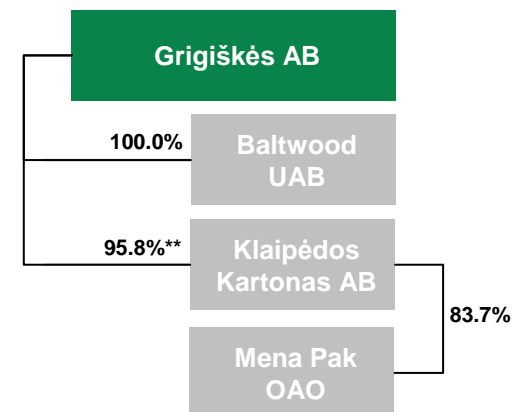 Grigiškės AB
100.0%
Baltwood
UAB
95.8%**
Klaipėdos
Kartonas AB
83.7%
Mena Pak
OAO